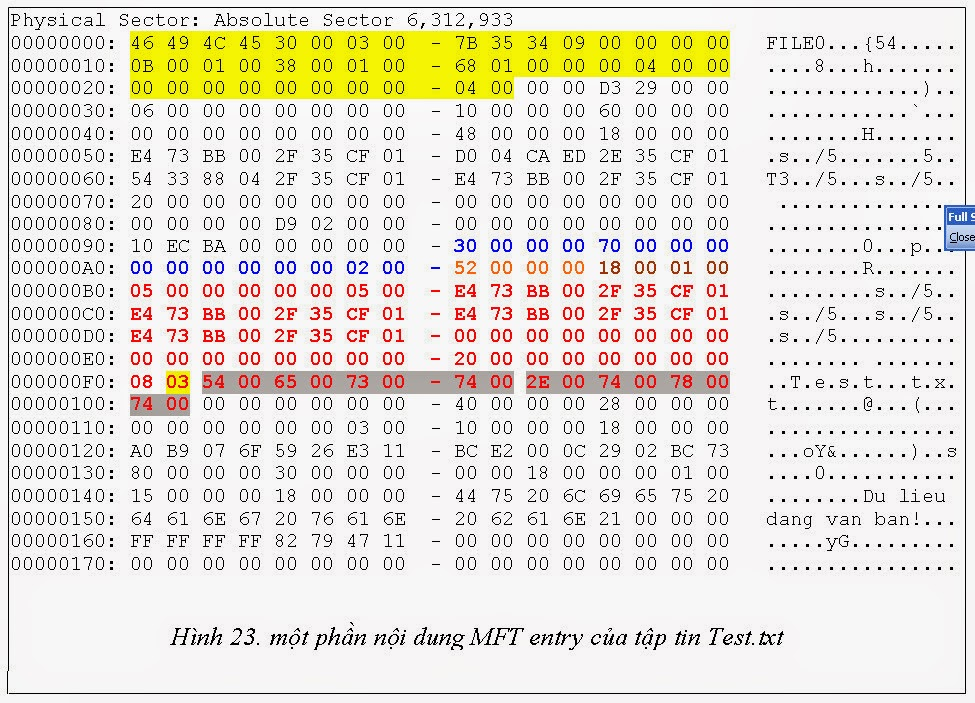 Physical Sector: Absolute Sector 6,312,933
00000000: 46 49 4C 45 30 00 03 00 - 7B 35 34 09 00 00 00 00 FILE0...{54.....
00000010: 0B 00 01 00 38 00 01 00 - 68 01 00 00 00 04 00 00 ....8...h.......
00000020: 00 00 00 00 00 00 00 00 - 04 00 00 00 D3 29 00 00 .............)..
00000030: 06 00 00 00 00 00 00 00 - 10 00 00 00 60 00 00 00 ............`...
00000040: 00 00 00 00 00 00 00 00 - 48 00 00 00 18 00 00 00 ........H.......
00000050: E4 73 BB 00 2F 35 CF 01 - D0 04 CA ED 2E 35 CF 01 .s../5.......5..
00000060: 54 33 88 04 2F 35 CF 01 - E4 73 BB 00 2F 35 CF 01 T3../5...s../5..
00000070: 20 00 00 00 00 00 00 00 - 00 00 00 00 00 00 00 00 ...............
00000080: 00 00 00 00 D9 02 00 00 - 00 00 00 00 00 00 00 00 ................
Full S
00000090: 10 EC BA 00 00 00 00 00 - 30 00 00 00 70 00 00 00 ........0...p...
Close
000000A0: 00 00 00 00 00 00 02 00 - 52 00 00 00 18 00 01 00 ........R.......
000000B0: 05 00 00 00 00 00 05 00 - E4 73 BB 00 2F 35 CF 01 .........s../5..
000000C0: E4 73 BB 00 2F 35 CF 01 - E4 73 BB 00 2F 35 CF 01 .s../5...s../5..
000000D0: E4 73 BB 00 2F 35 CF 01 - 00 00 00 00 00 00 00 00 .s../5..........
000000E0: 00 00 00 00 00 00 00 00 - 20 00 00 00 00 00 00 00 ........ .......
000000F0: 08 03 54 00 65 00 73 00 - 74 00 2E 00 74 00 78 00 ..T.e.s.t...t.x.
00000100: 74 00 00 00 00 00 00 00 - 40 00 00 00 28 00 00 00 t.......@...(...
00000110: 00 00 00 00 00 00 03 00 - 10 00 00 00 18 00 00 00 ................
00000120: A0 B9 07 6F 59 26 E3 11 - BC E2 00 0C 29 02 BC 73 ...oY&......)..s
00000130: 80 00 00 00 30 00 00 00 - 00 00 18 00 00 00 01 00 ....0...........
00000140: 15 00 00 00 18 00 00 00 - 44 75 20 6C 69 65 75 20 ........Du lieu
00000150: 64 61 6E 67 20 76 61 6E - 20 62 61 6E 21 00 00 00 dang van ban!...
00000160: FF FF FF FF 82 79 47 11 - 00 00 00 00 00 00 00 00 .....yG.........
00000170: 00 00 00 00 00 00 00 00 - 00 00 00 00 00 00 00 00 ................
Hình 23. một phần nội dung MFT entry của tập tin Test.txt